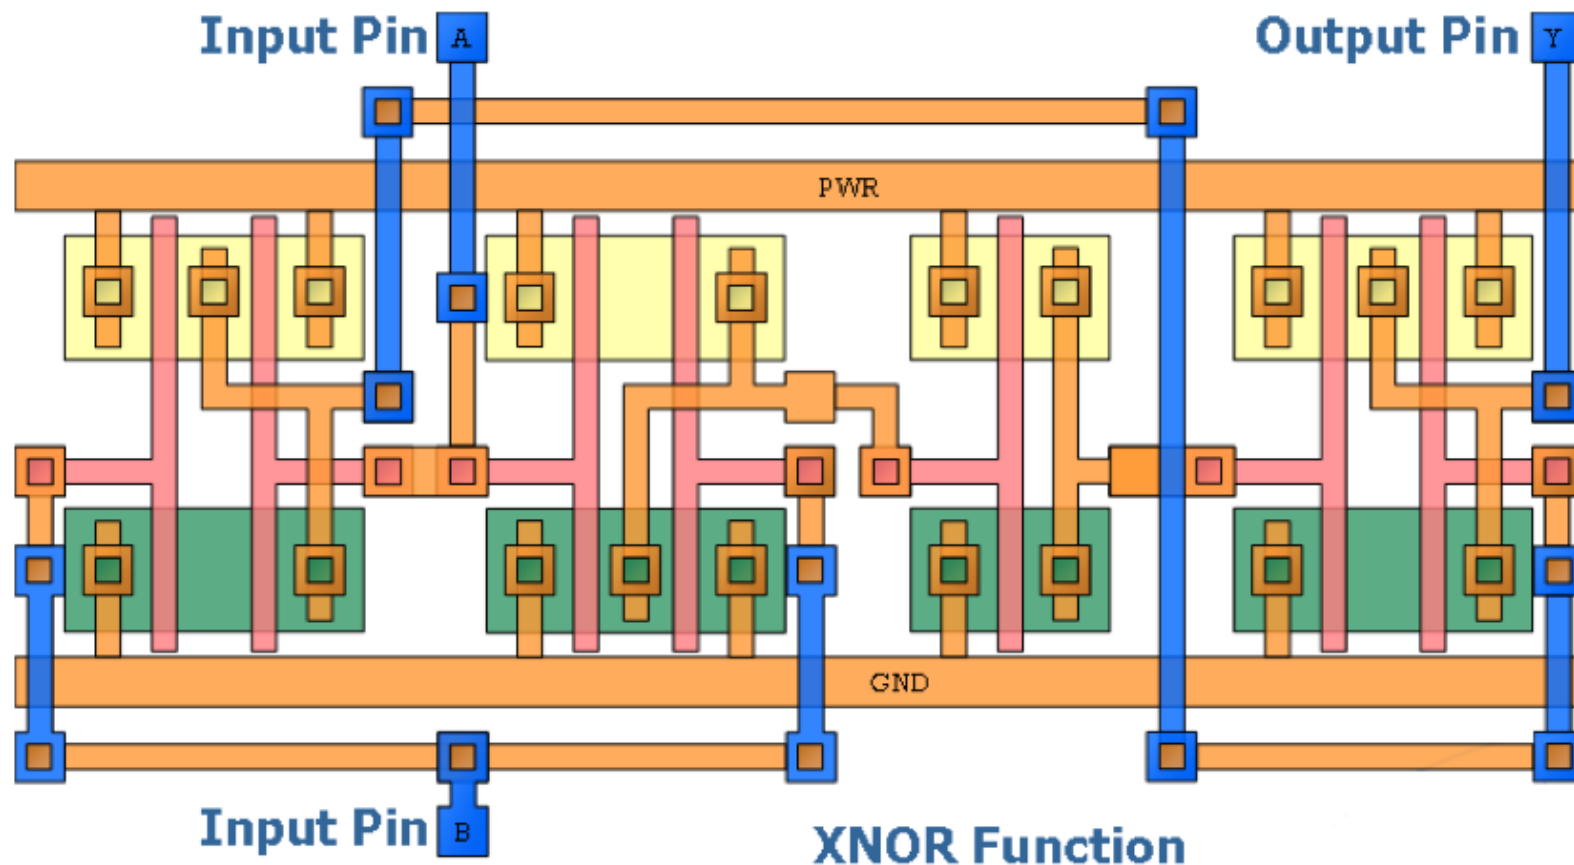 Input Pin A
Output Pin Y
PWR
GND
Input Pin B
XNOR Function